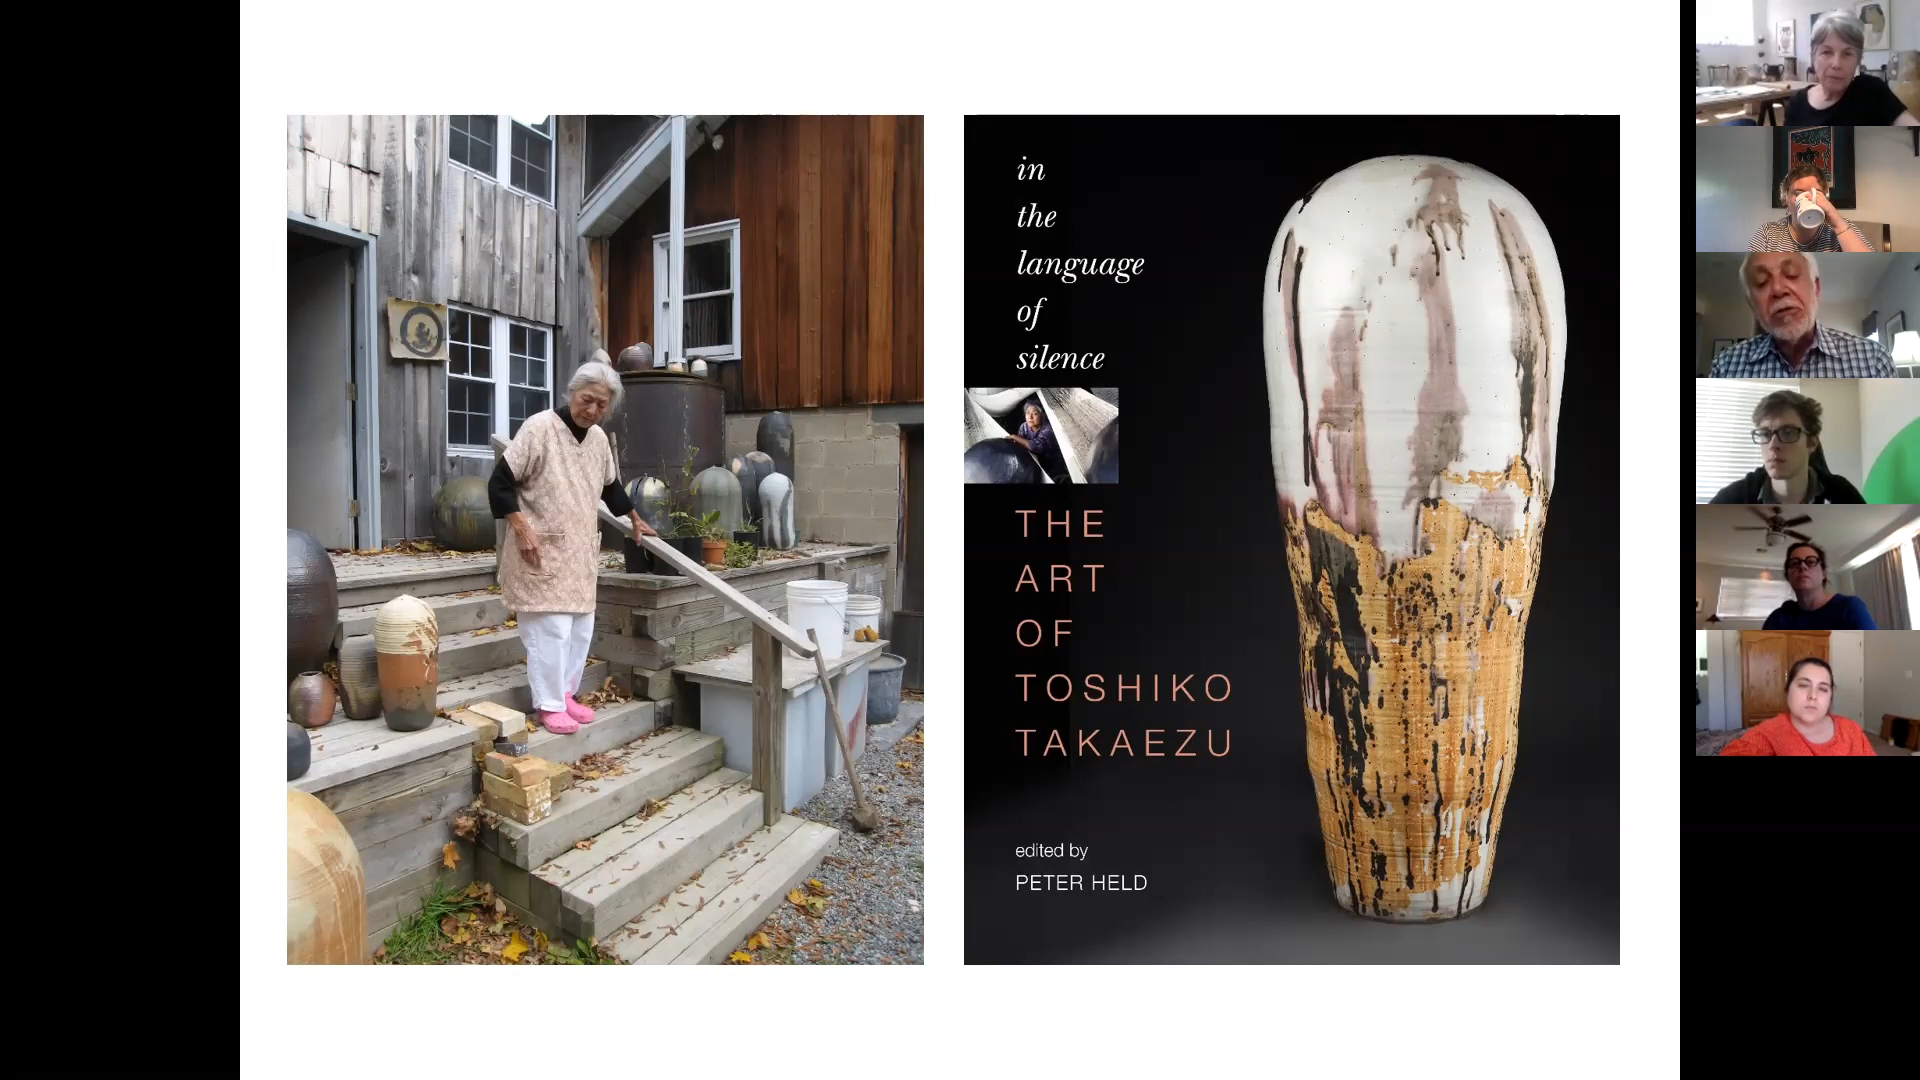 in
the
language
of
silence
THE
ART
OF
TOSHIKO
TAKAEZU
edited by
PETER HELD